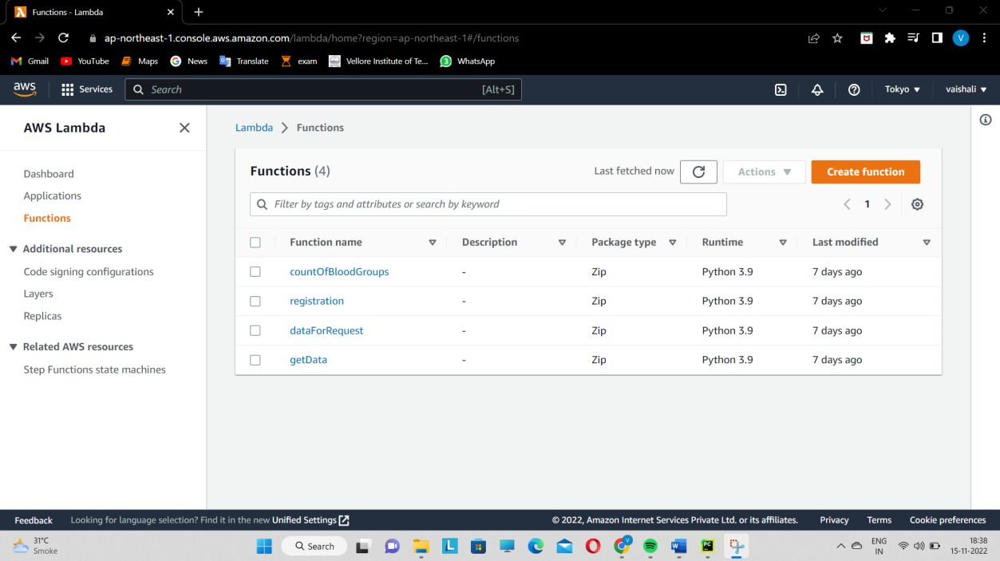 Functions - Lambda
ap-northeast-1.console.aws.amazon.com/lambda/home?region=ap-northeast-1#/functions
V
Gmail YouTube Maps News Translate exam Vellore Institute of Te... 3 WhatsApp
aws Services Search [Alt+S] Tokyo vaishali
AWS Lambda
Dashboard
Applications
Functions
Additional resources
Code signing configurations
Layers
Replicas
Related AWS resources
Step Functions state machines
Lambda > Functions
Functions (4) Last fetched now Actions Create function
Filter by tags and attributes or search by keyword 1
Function name Description Package type Runtime Last modified
countOfBloodGroups - Zip Python 3.9 7 days ago
registration - Zip Python 3.9 7 days ago
dataForRequest - Zip Python 3.9 7 days ago
getData - Zip Python 3.9 7 days ago
Feedback Looking for language selection? Find it in the new Unified Settings © 2022, Amazon Internet Services Private Ltd. or its affiliates. Privacy Terms Cookie preferences
31°C Search L V W PC ENG 18:38
Smoke IN 15-11-2022